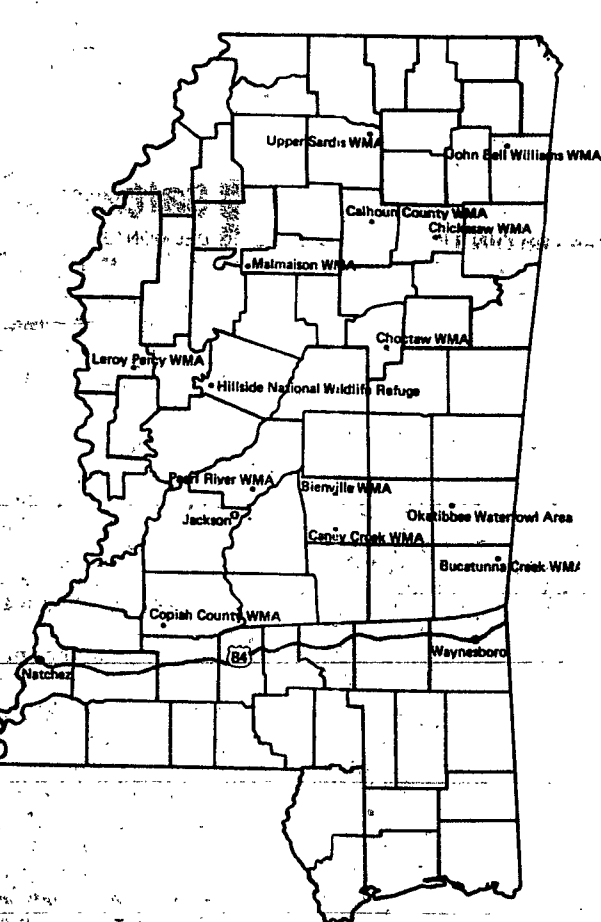 Upper Sardis WMA
John Bell Williams WMA
Calhoun County WMA
Chickasaw WMA
Malmaison WMA
Choctaw WMA
Leroy Percy WMA
Hillside National Wildlife Refuge
Pearl River WMA
Bienville WMA
Jackson
Okatibbee Waterfowl Area
Caney Creek WMA
Bucatunna Creek WMA
Copiah County WMA
84
Waynesboro
Natchez